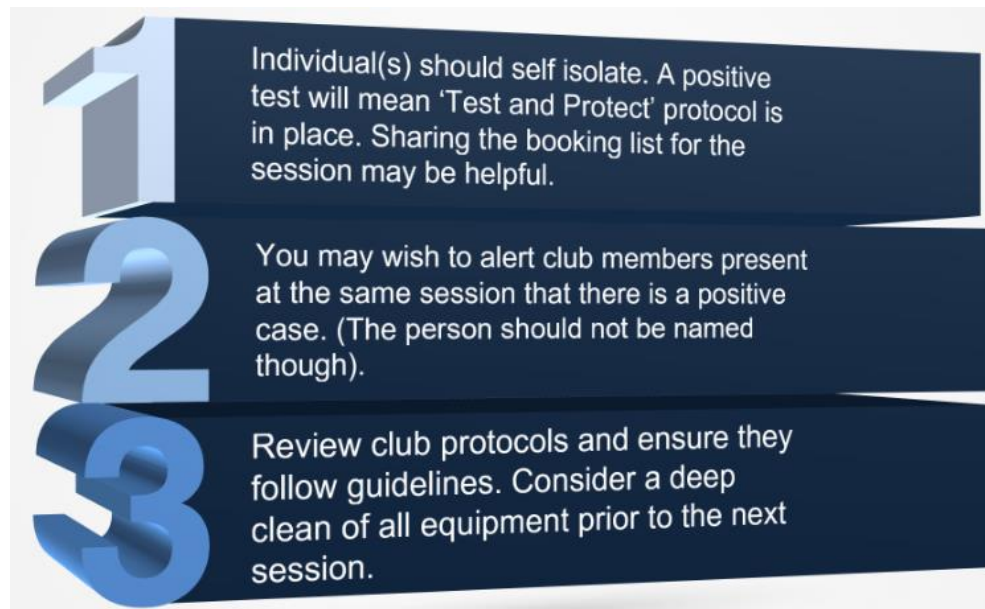 1
Individual(s) should self isolate. A positive
test will mean ‘Test and Protect’ protocol is
in place. Sharing the booking list for the
session may be helpful.
2
You may wish to alert club members present
at the same session that there is a positive
case. (The person should not be named
though).
3
Review club protocols and ensure they
follow guidelines. Consider a deep
clean of all equipment prior to the next
session.